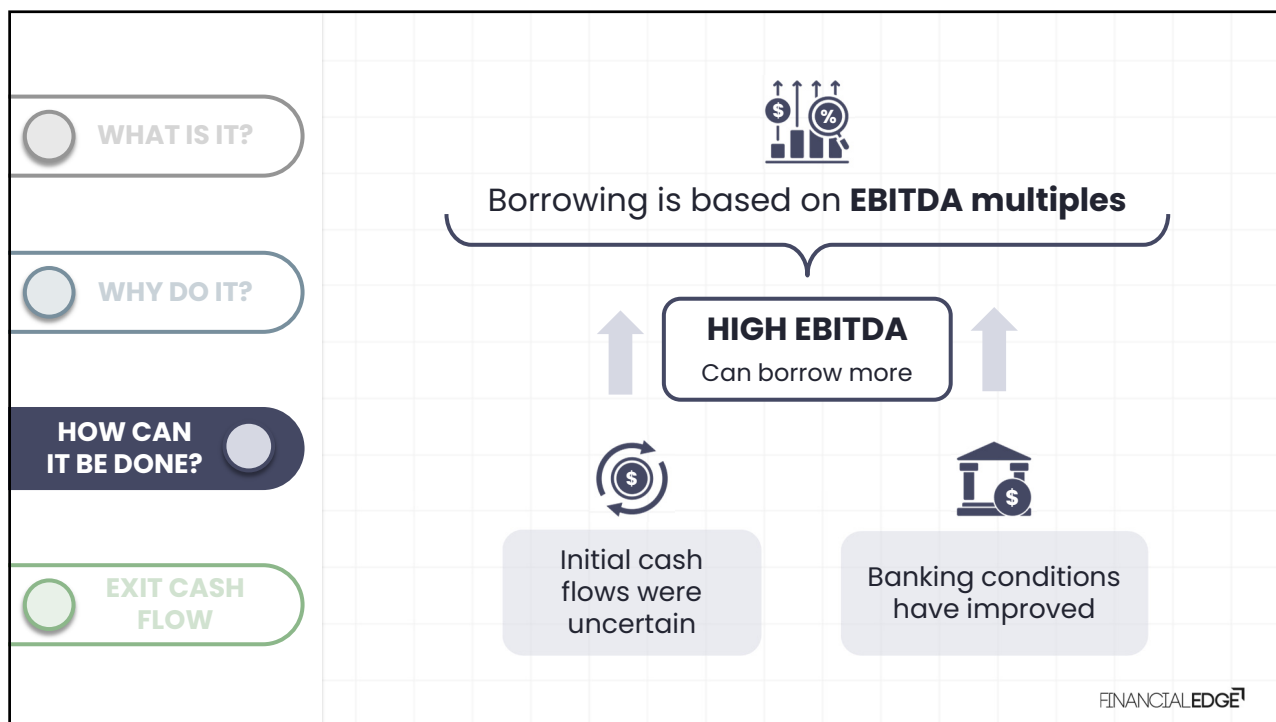 WHAT IS IT?
WHY DO IT?
HOW CAN
IT BE DONE?
EXIT CASH
FLOW
$ %
Borrowing is based on EBITDA multiples
HIGH EBITDA
Can borrow more
$
Initial cash
flows were
uncertain
$
Banking conditions
have improved
FINANCIALEDGE